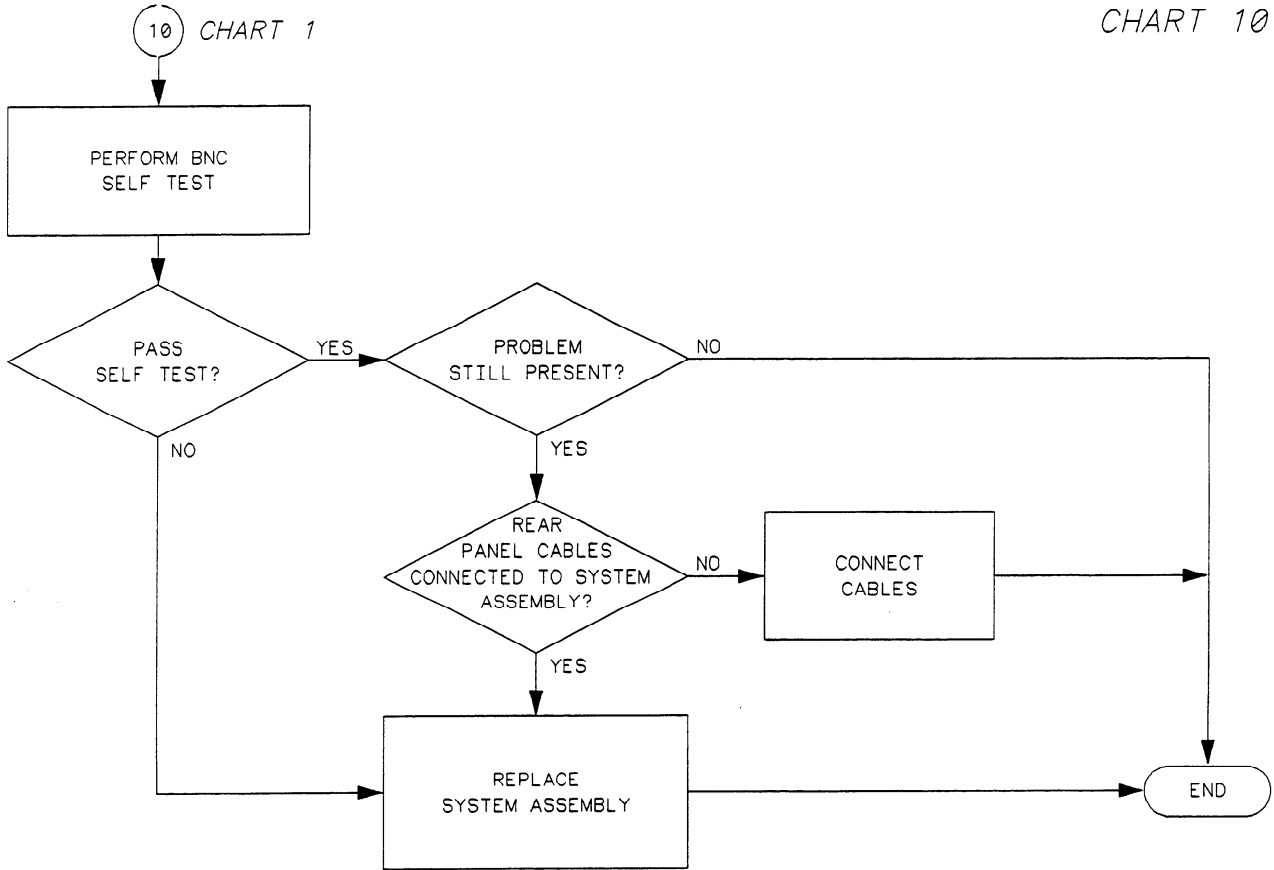 10 CHART 1
CHART 10
PERFORM BNC
SELF TEST
PASS
SELF TEST?
YES
NO
PROBLEM
STILL PRESENT?
NO
YES
REAR
PANEL CABLES
CONNECTED TO SYSTEM
ASSEMBLY?
NO
YES
CONNECT
CABLES
REPLACE
SYSTEM ASSEMBLY
END